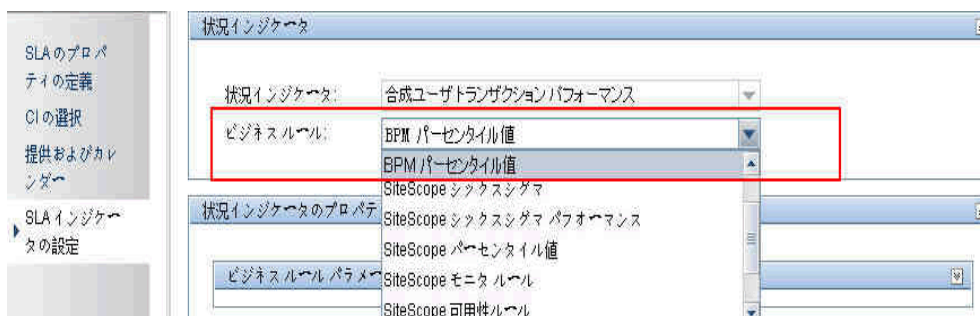 SLAのプロパ
ティの定義
CIの選択
提供およびカレ
ンダー
SLAインジケー
タの設定
状況インジケータ
状況インジケータ:
合成ユーザトランザクションパフォーマンス
ビジネスルール:
BPM パーセンタイル値
BPM パーセンタイル値
SiteScope シックスシグマ
SiteScope シックスシグマ パフォーマンス
SiteScope パーセンタイル値
SiteScope モニタ ルール
SiteScope 可用性ルール
状況インジケータのプロパテ
ビジネス ルール パラメー